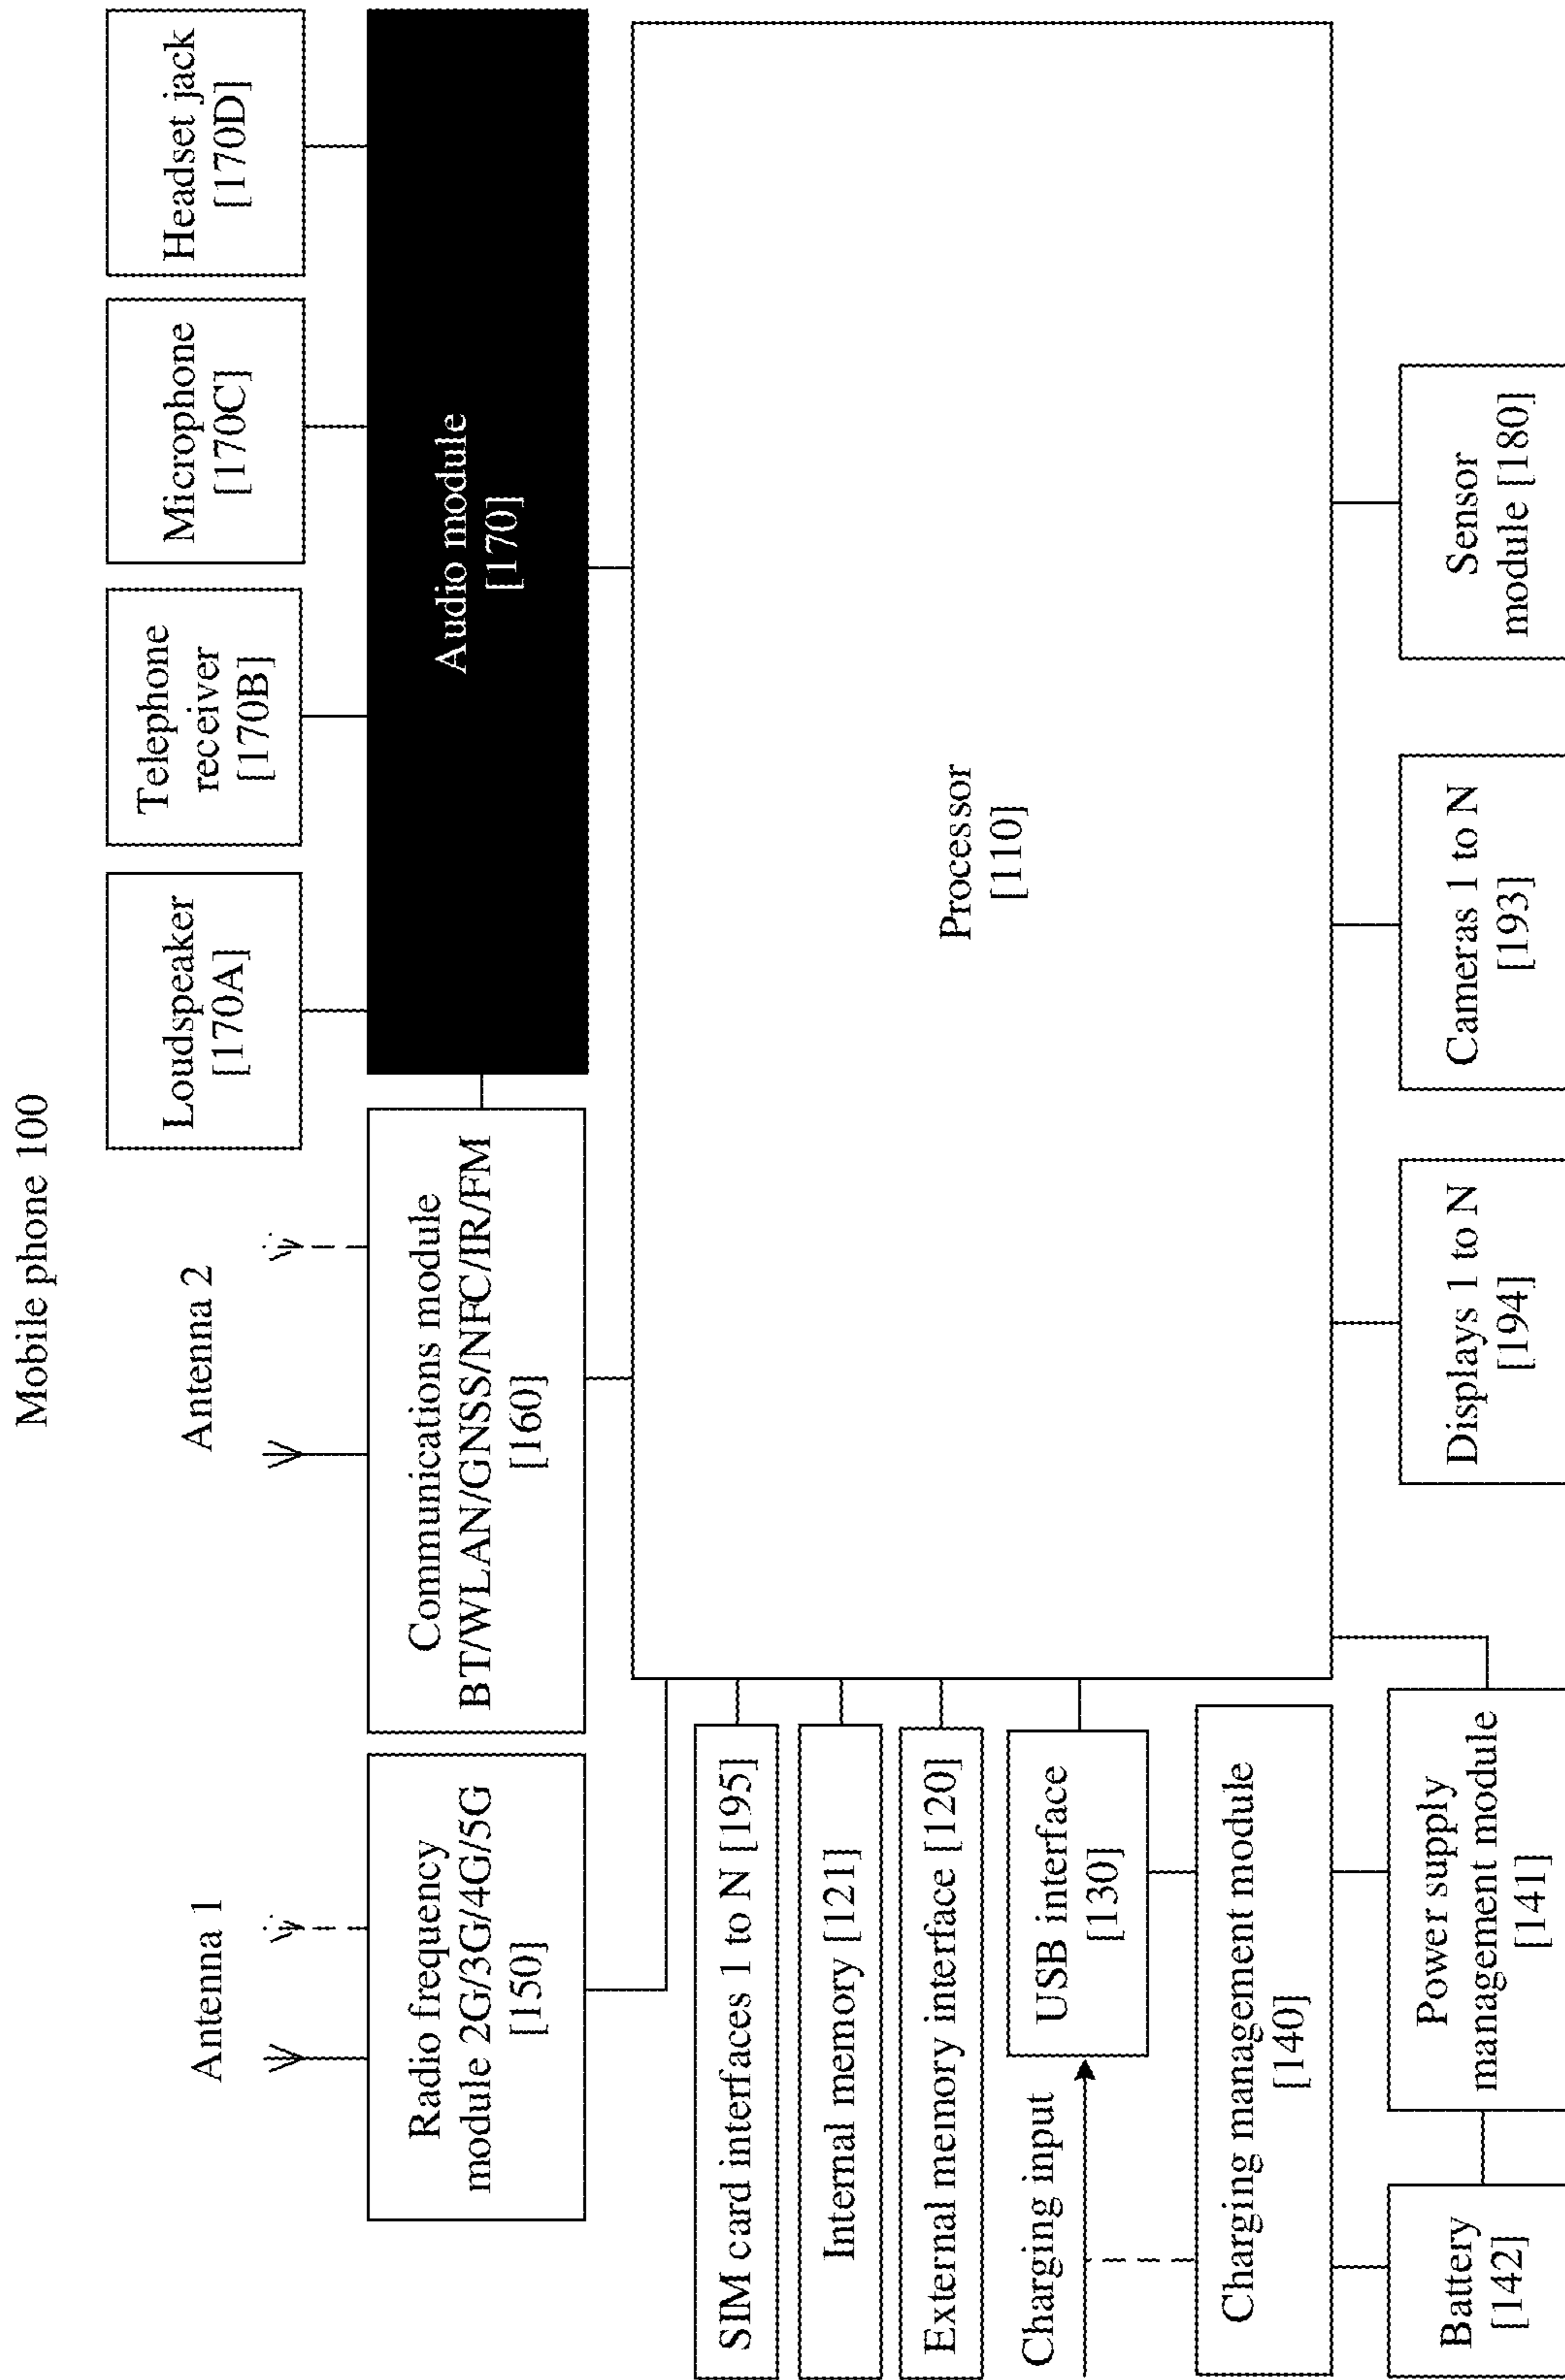 Mobile phone 100
Antenna 1
Antenna 2
Loudspeaker
[170A]
Telephone
receiver
[170B]
Microphone
[170C]
Headset jack
[170D]
Radio frequency
module 2G/3G/4G/5G
[150]
Communications module
BT/WLAN/GNSS/NFC/IR/FM
[160]
Audio module
[170]
SIM card interfaces 1 to N [195]
Internal memory [121]
External memory interface [120]
Charging input
USB interface
[130]
Processor
[110]
Charging management module
[140]
Battery
[142]
Power supply
management module
[141]
Displays 1 to N
[194]
Cameras 1 to N
[193]
Sensor
module [180]